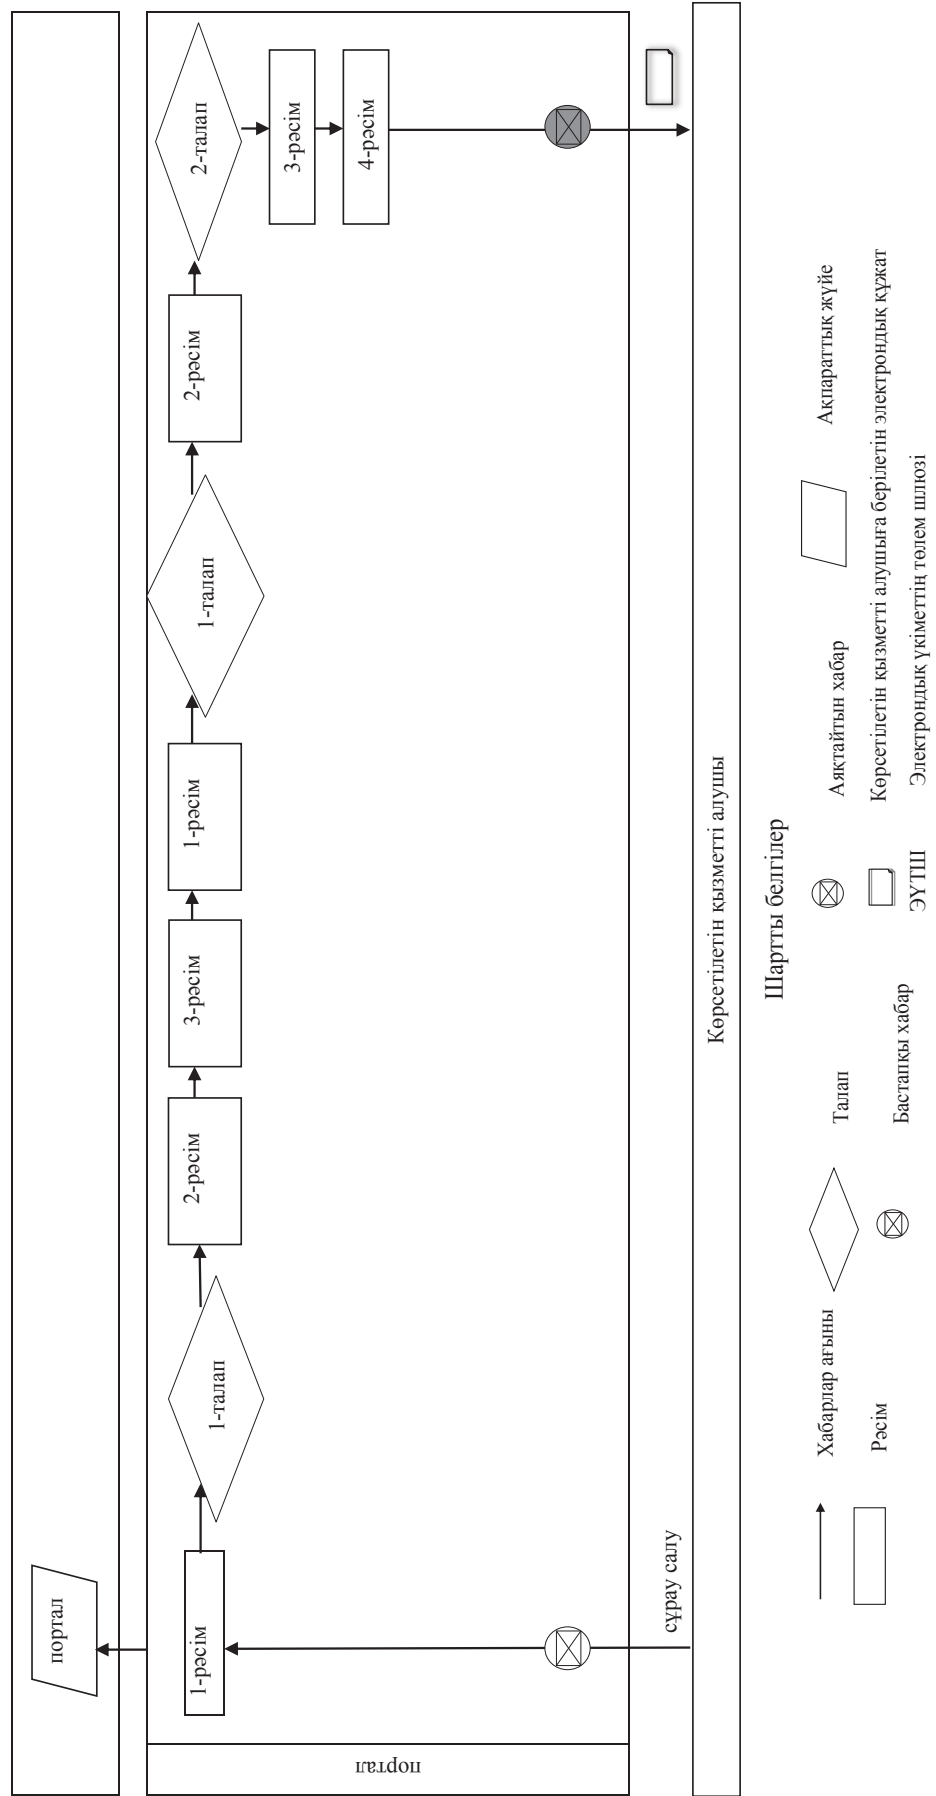 портал
портал
1-рәсім
1-талап
2-рәсім
3-рәсім
1-рәсім
1-талап
2-рәсім
2-талап
3-рәсім
4-рәсім
сұрау салу
Көрсетілетін қызметті алушы
Шартты белгілер
Хабарлар ағыны
Талап
Аяқтайтын хабар
Ақпараттық жүйе
Рәсім
Бастапқы хабар
Көрсетілетін қызметті алушыға берілетін электрондық құжат
ЭҮТШ
Электрондық үкіметтің төлем шлюзі